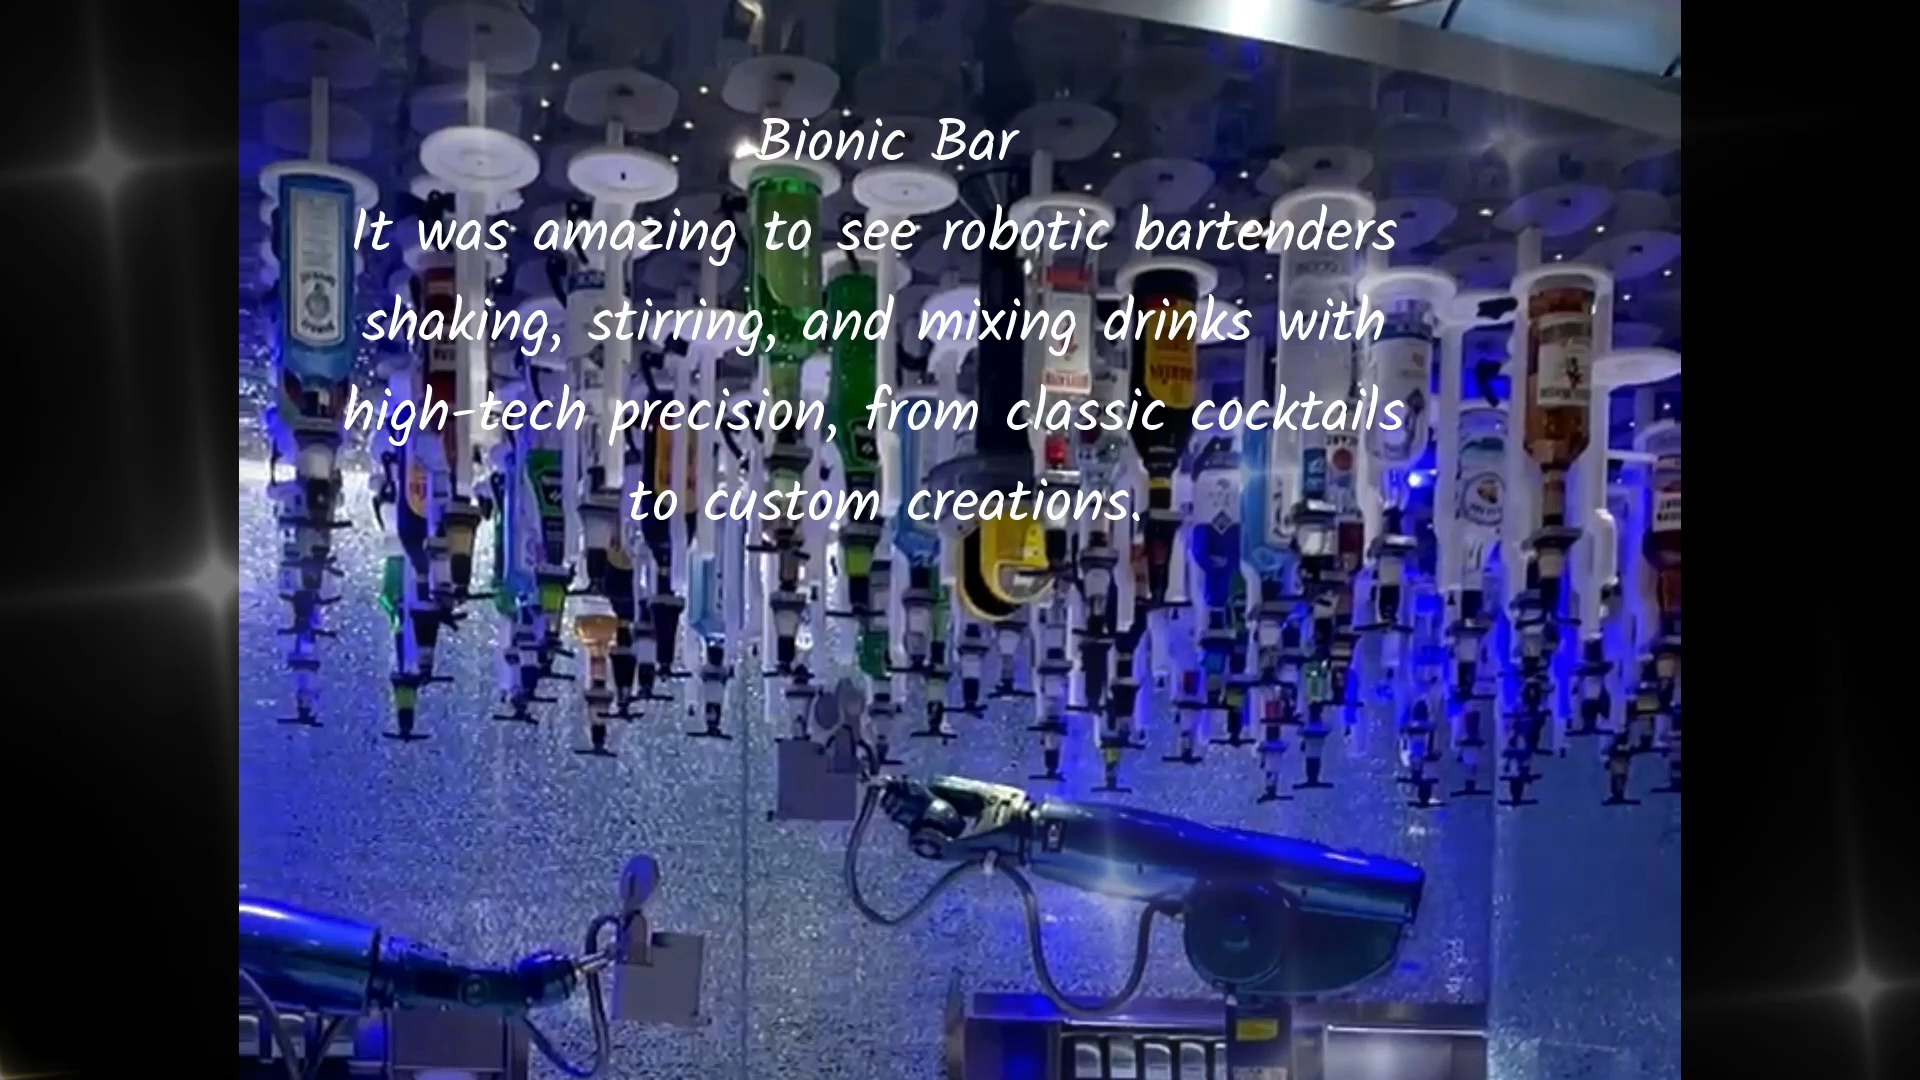 Bionic Bar
It was amazing to see robotic bartenders
shaking, stirring, and mixing drinks with
high-tech precision, from classic cocktails
to custom creations.